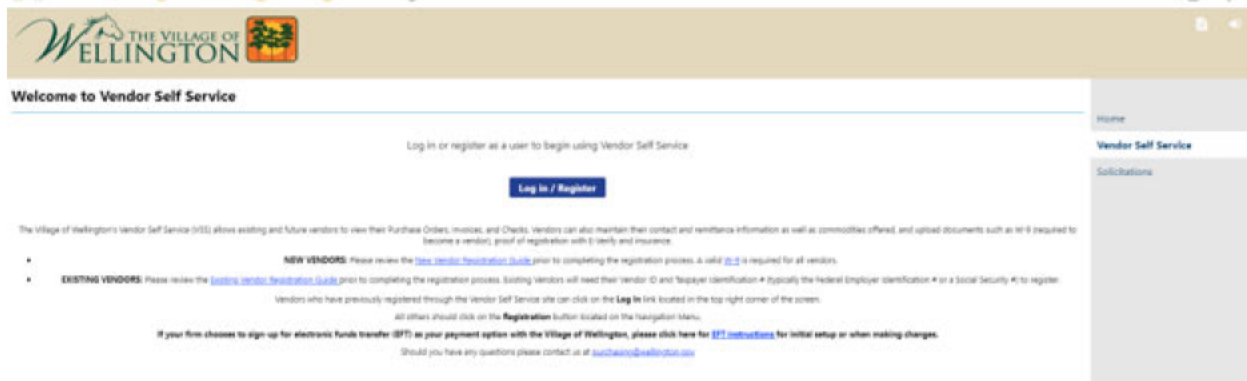 THE VILLAGE OF
WELLINGTON
Welcome to Vendor Self Service
Home
Vendor Self Service
Solicitations
Log in or register as a user to begin using Vendor Self Service
Log in / Register
The Village of Wellington's Vendor Self Service (VSS) allows existing and future vendors to view their Purchase Orders, Invoices, and Checks. Vendors can also maintain their contact and remittance information as well as commodities offered, and upload documents such as W-9 (required to
become a vendor), proof of registration with E-Verify and insurance.
• NEW VENDORS: Please review the New Vendor Registration Guide prior to completing the registration process. A valid W-9 is required for all vendors.
• EXISTING VENDORS: Please review the Existing Vendor Registration Guide prior to completing the registration process. Existing Vendors will need their Vendor ID and Taxpayer Identification # (typically the Federal Employer Identification # or a Social Security #) to register.
Vendors who have previously registered through the Vendor Self Service site can click on the Log In link located in the top right corner of the screen.
All others should click on the Registration button located on the Navigation Menu.
If your firm chooses to sign up for electronic funds transfer (EFT) as your payment option with the Village of Wellington, please click here for EFT instructions for initial setup or when making changes.
Should you have any questions please contact us at purchasing@wellington.gov